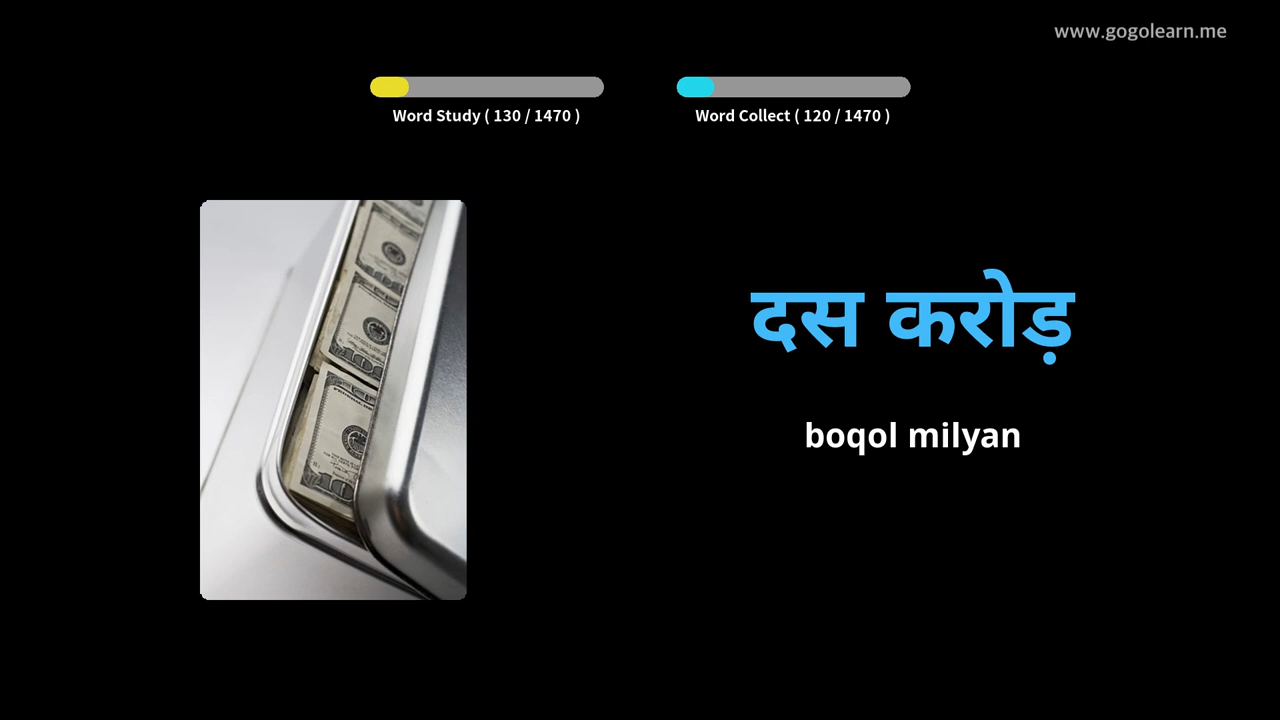 www.gogolearn.me
Word Study ( 130 / 1470 )
Word Collect ( 120 / 1470 )
दस करोड़
boqol milyan